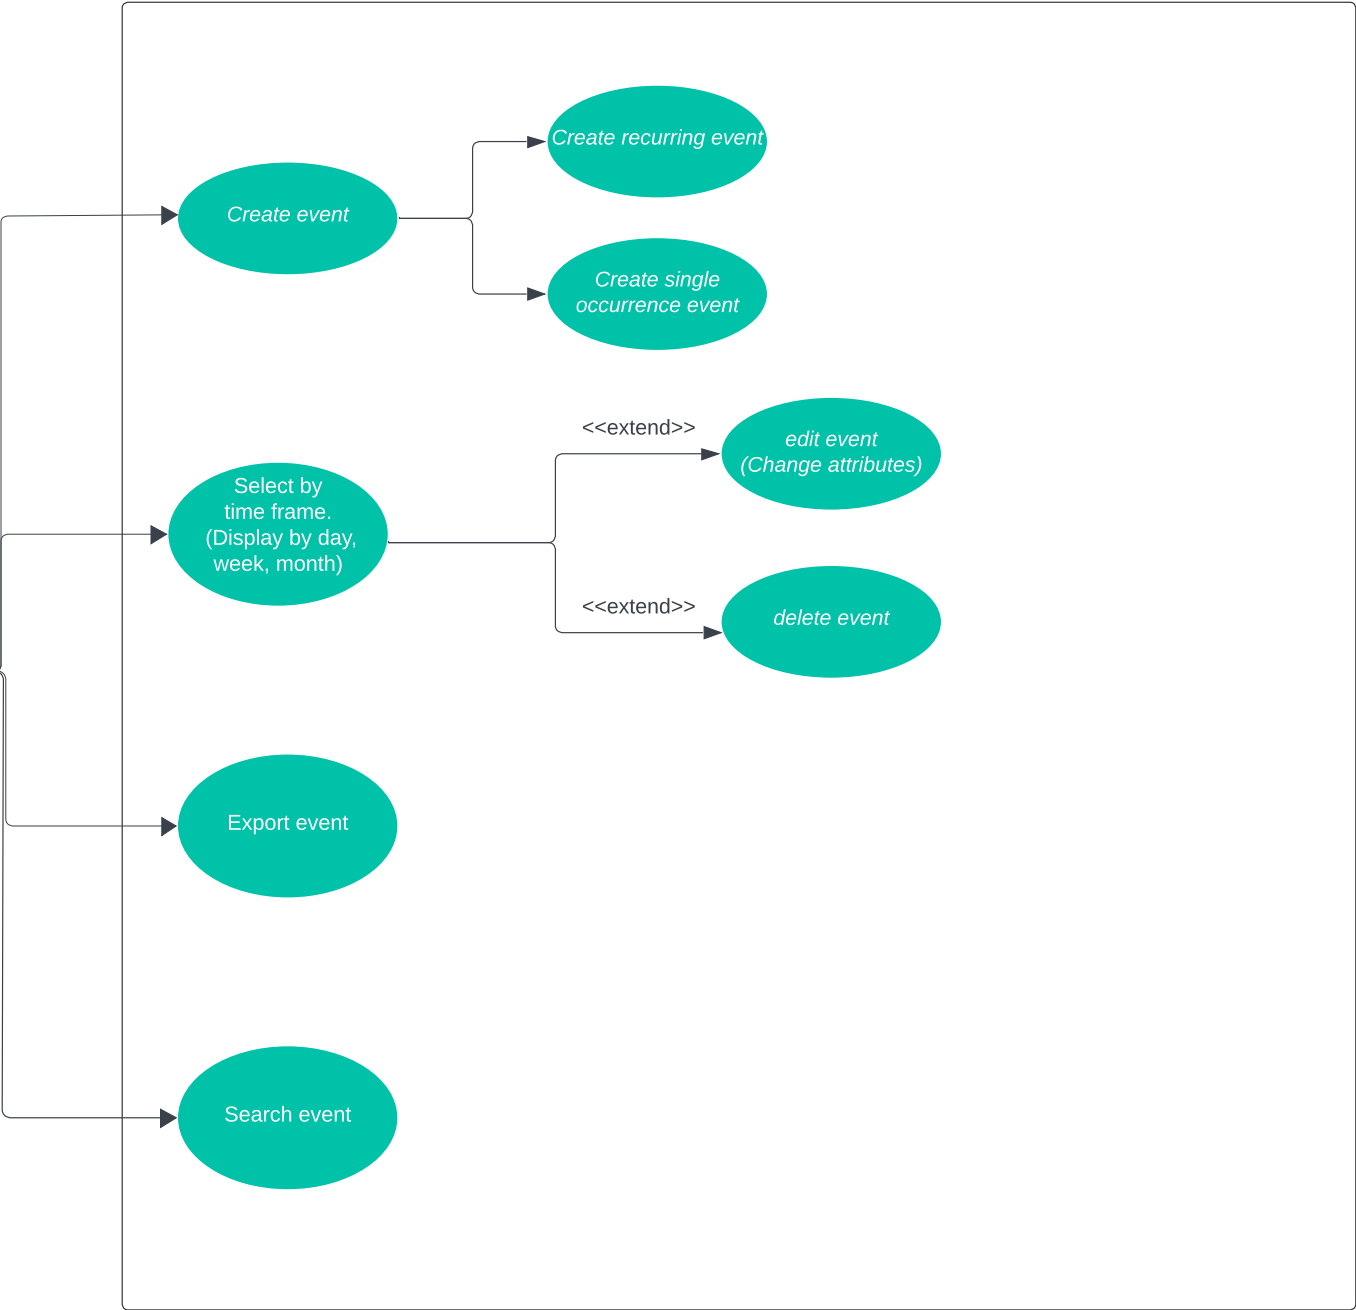 Create recurring event
Create event
Create single
occurrence event
<<extend>>
edit event
(Change attributes)
Select by
time frame.
(Display by day,
week, month)
<<extend>>
delete event
Export event
Search event